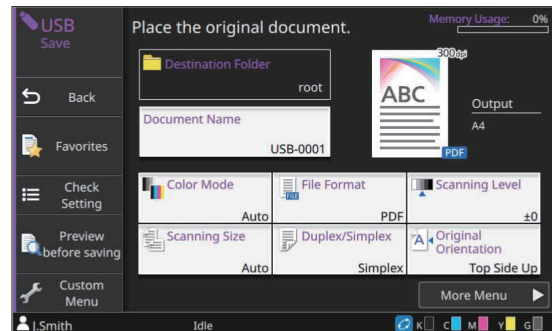 USB
Save
Place the original document.
Memory Usage: 0%
Destination Folder
root
300dpi
ABC
PDF
Output
A4
Back
Document Name
USB-0001
Favorites
Check
Setting
Color Mode
Auto
File Format
FILE
PDF
Scanning Level
±0
Preview
before saving
Scanning Size
Auto
Duplex/Simplex
Simplex
A
Original
Orientation
Top Side Up
Custom
Menu
More Menu
J.Smith
Idle
K C M Y G